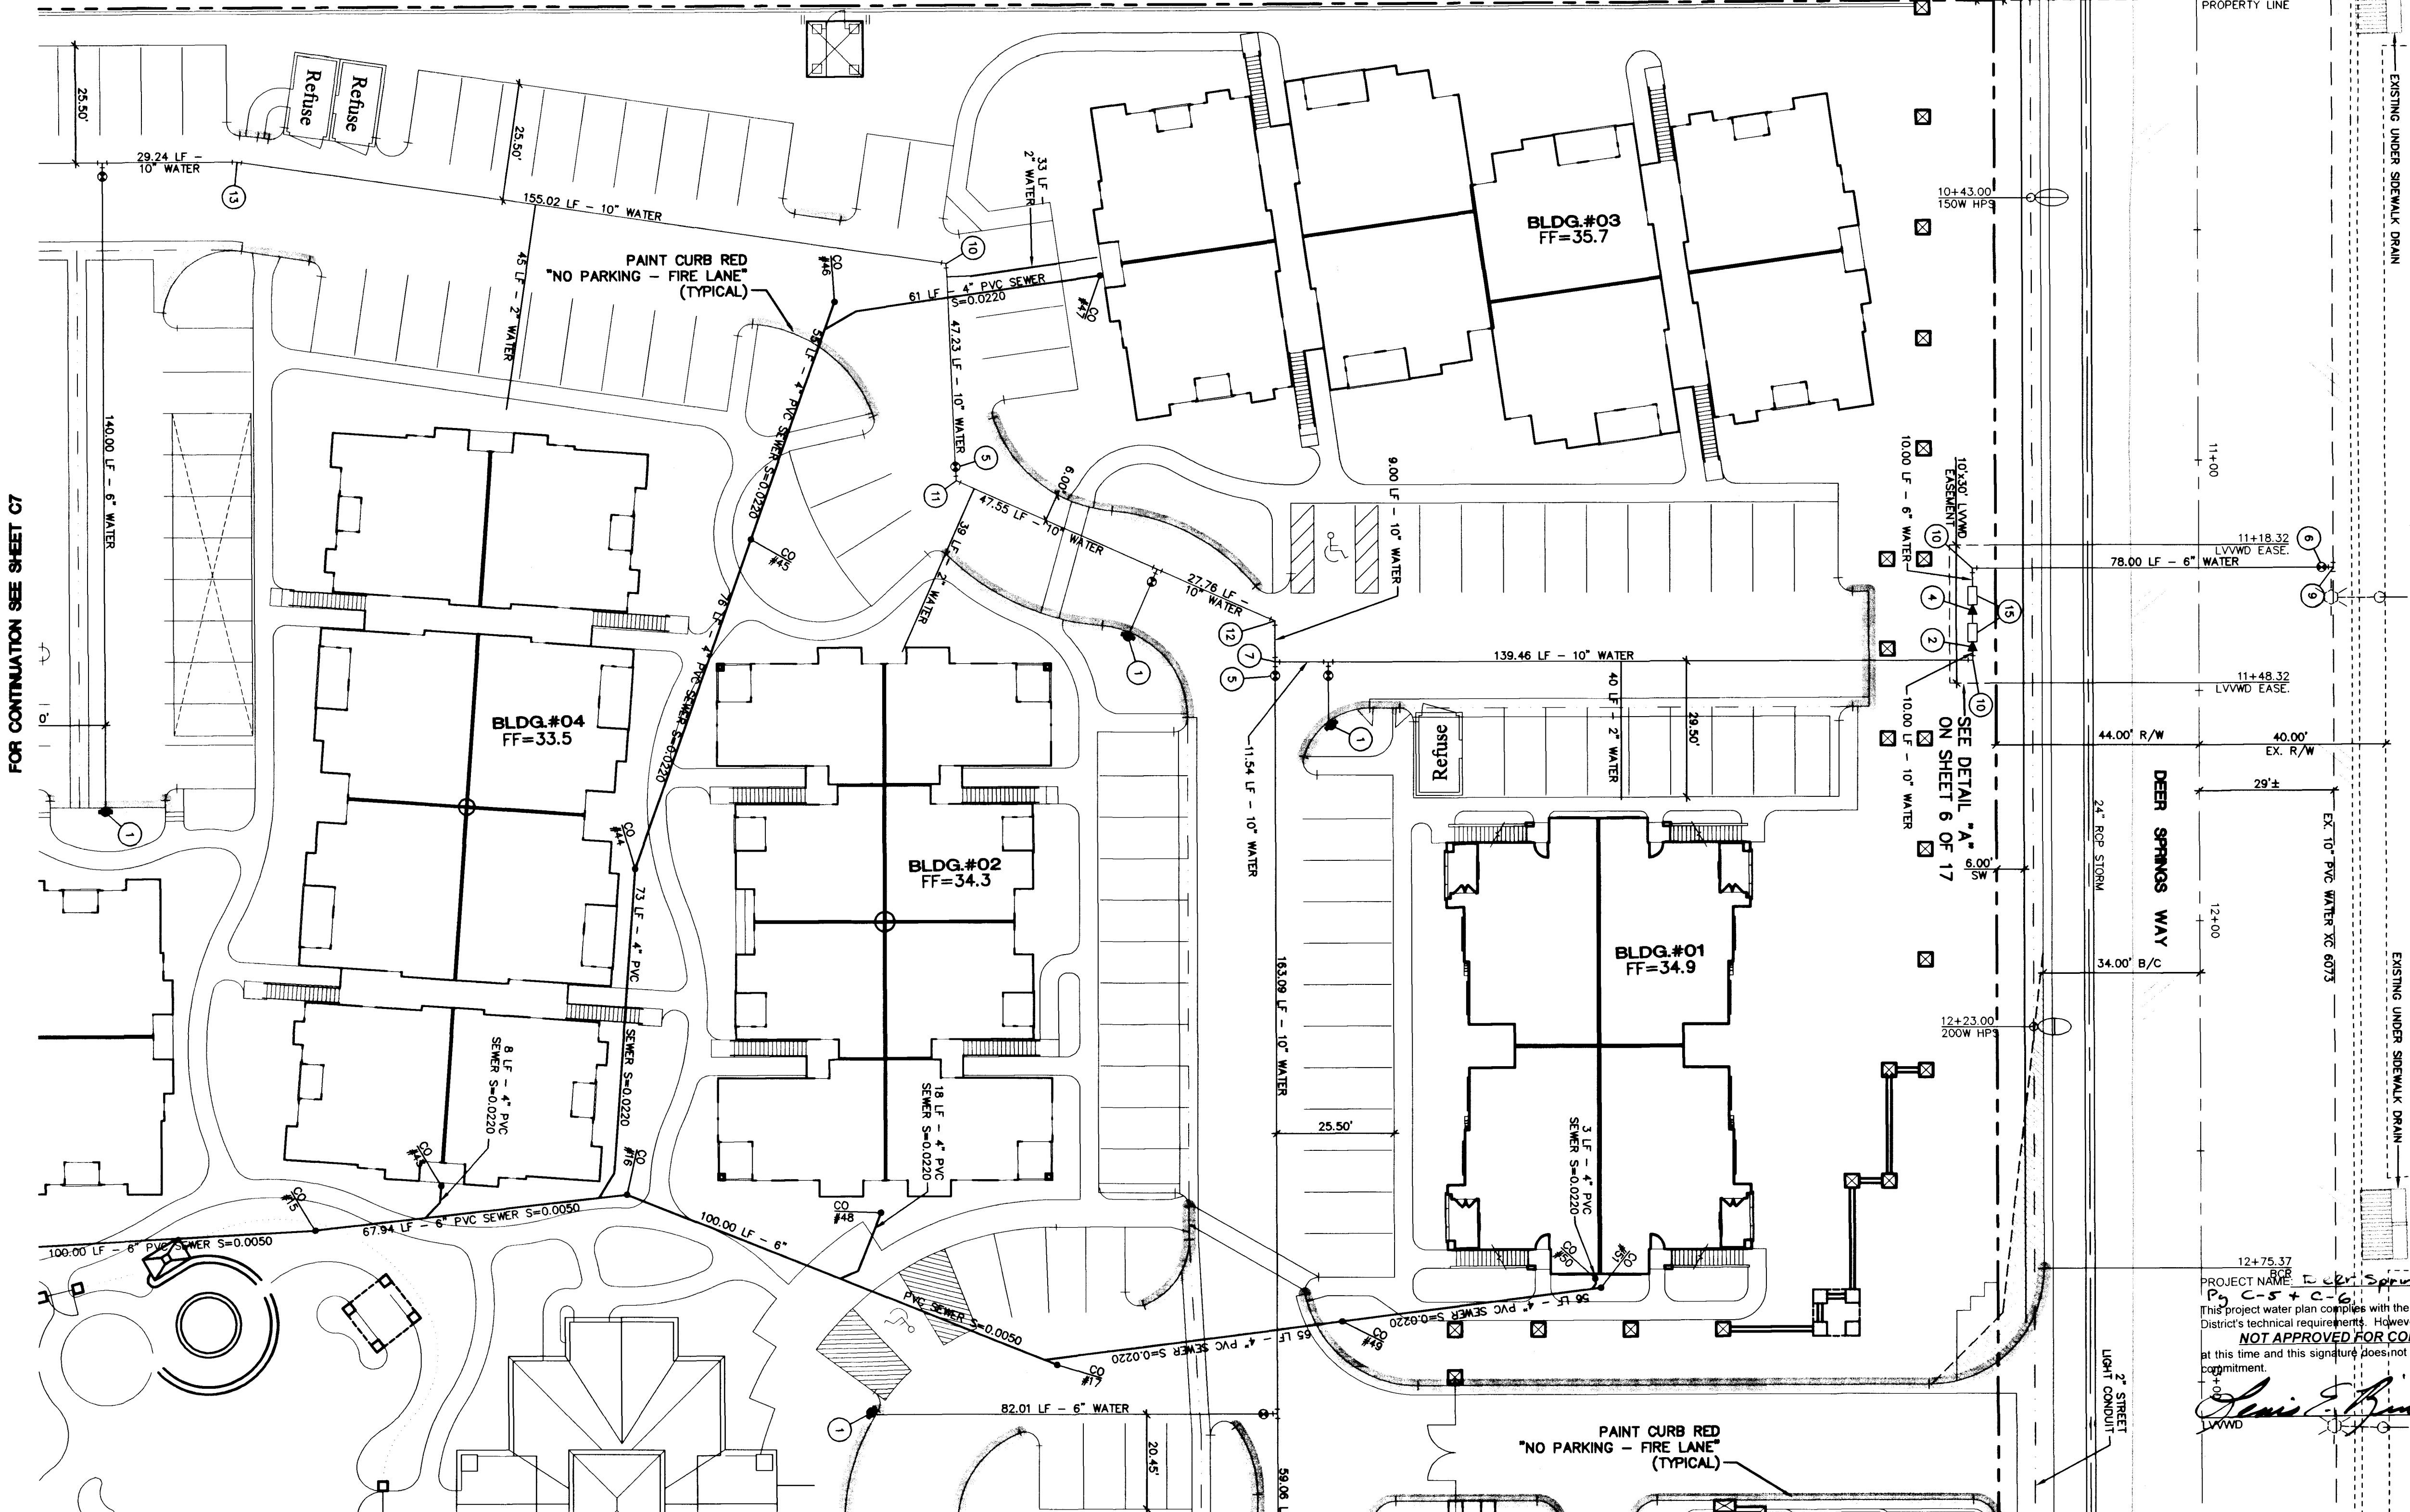 PROPERTY LINE
EXISTING UNDER SIDEWALK DRAIN
25.50'
Refuse
Refuse
25.50'
29.24 LF –
10" WATER
13
155.02 LF – 10" WATER
33 LF –
2" WATER
10
BLDG.#03
FF=35.7
10+43.00
150W HPS
PAINT CURB RED
"NO PARKING – FIRE LANE"
(TYPICAL)
CO
#46
61 LF – 4" PVC SEWER
S=0.0220
CO
#47
45 LF – 2" WATER
55 LF – 4" PVC SEWER S=0.0220
47.23 LF – 10" WATER
5
11
6.00'
47.55 LF – 10" WATER
39 LF – 2" WATER
9.00 LF – 10" WATER
27.76 LF –
10" WATER
10.00 LF – 6" WATER
10'x30' LVVWD
EASEMENT
11+00
10
11+18.32
LVVWD EASE.
6
78.00 LF – 6" WATER
9
4
15
2
10
FOR CONTINUATION SEE SHEET C7
140.00 LF – 6" WATER
CO
#45
76 LF – 4" PVC SEWER S=0.0220
1
12
7
5
139.46 LF – 10" WATER
40 LF – 2" WATER
29.50'
11+48.32
LVVWD EASE.
1
Refuse
11.54 LF – 10" WATER
10.00 LF – 10" WATER
SEE DETAIL "A"
ON SHEET 6 OF 17
44.00' R/W
40.00'
EX. R/W
29'±
DEER SPRINGS WAY
24" RCP STORM
EX. 10" PVC WATER XC 6073
6.00'
SW
0'
BLDG.#04
FF=33.5
1
CO
#44
BLDG.#02
FF=34.3
73 LF – 4" PVC
SEWER S=0.0220
163.09 LF – 10" WATER
BLDG.#01
FF=34.9
12+00
34.00' B/C
12+23.00
200W HPS
EXISTING UNDER SIDEWALK DRAIN
8 LF – 4" PVC
SEWER S=0.0220
18 LF – 4" PVC
SEWER S=0.0220
25.50'
3 LF – 4" PVC
SEWER S=0.0220
CO
#43
CO
#16
CO
#15
CO
#48
CO
#50
CO
#51
100.00 LF – 6" PVC SEWER S=0.0050
67.94 LF – 6" PVC SEWER S=0.0050
100.00 LF – 6"
PVC SEWER S=0.0050
56 LF – 4" PVC SEWER S=0.0220
65 LF – 4" PVC SEWER S=0.0220
CO
#49
CO
#17
12+75.37
BCR
PROJECT NAME:
Pg C-5 + C-6
This project water plan complies with the
District's technical requirements. Howev
NOT APPROVED FOR CO
at this time and this signature does not
commitment.
LVVWD
2" STREET
LIGHT CONDUIT
1
82.01 LF – 6" WATER
20.45'
59.06 L
PAINT CURB RED
"NO PARKING – FIRE LANE"
(TYPICAL)